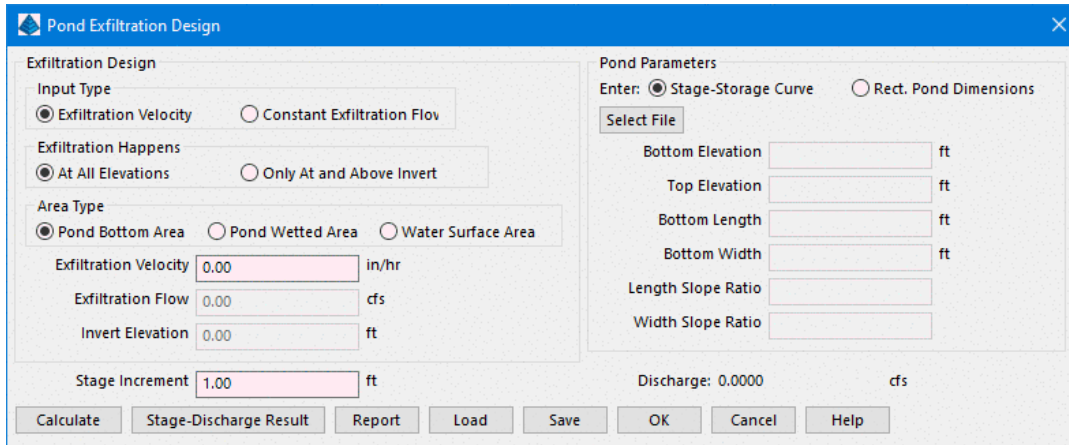 Pond Exfiltration Design
Exfiltration Design
Input Type
Exfiltration Velocity Constant Exfiltration Flov
Exfiltration Happens
At All Elevations Only At and Above Invert
Area Type
Pond Bottom Area Pond Wetted Area Water Surface Area
Exfiltration Velocity 0.00 in/hr
Exfiltration Flow 0.00 cfs
Invert Elevation 0.00 ft
Stage Increment 1.00 ft
Pond Parameters
Enter: Stage-Storage Curve Rect. Pond Dimensions
Select File
Bottom Elevation ft
Top Elevation ft
Bottom Length ft
Bottom Width ft
Length Slope Ratio
Width Slope Ratio
Discharge: 0.0000 cfs
Calculate Stage-Discharge Result Report Load Save OK Cancel Help